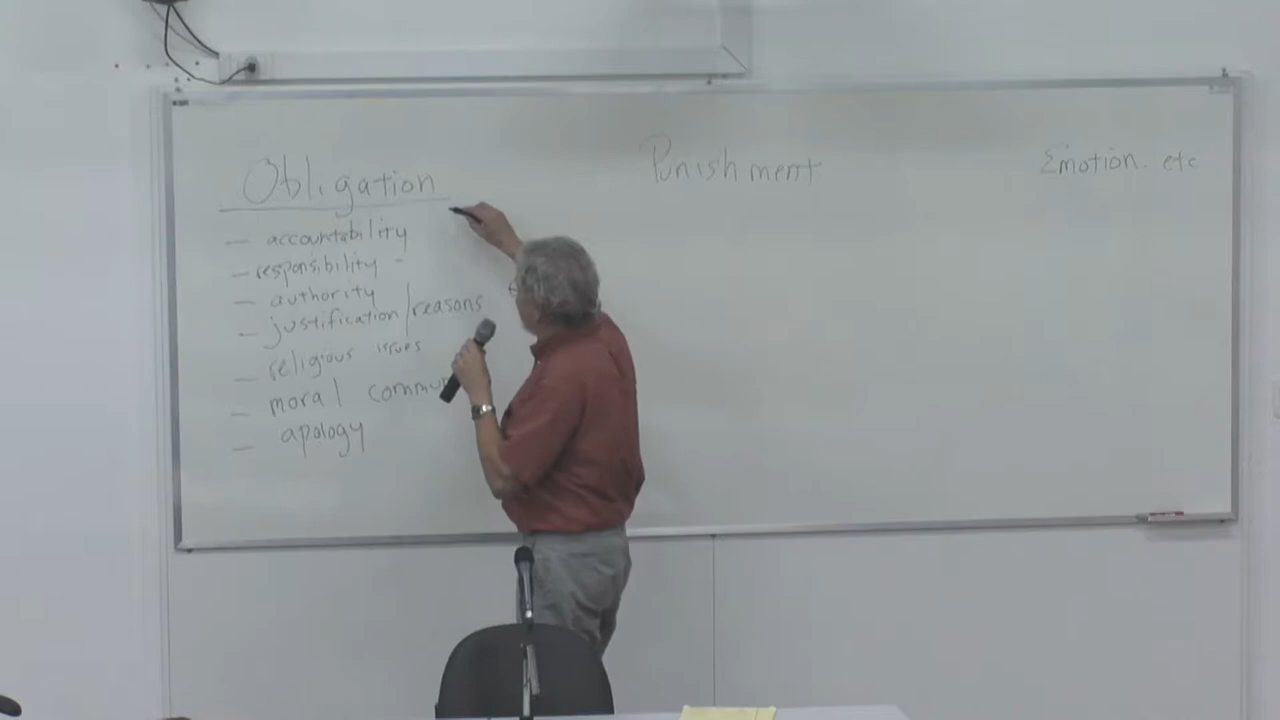 Obligation
Punishment
Emotion. etc
— accountability
— responsibility -
— authority
— justification / reasons
— religious issues
— moral
— apology